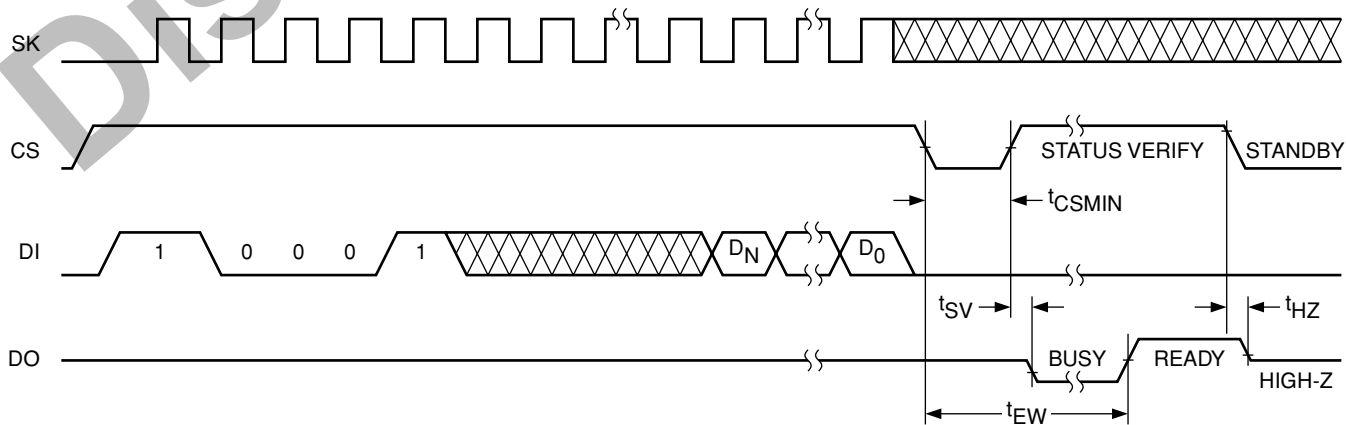 SK
CS
STATUS VERIFY
STANDBY
tCSMIN
DI
1
0
0
0
1
DN
D0
tSV
tHZ
DO
BUSY
READY
HIGH-Z
tEW
Dis